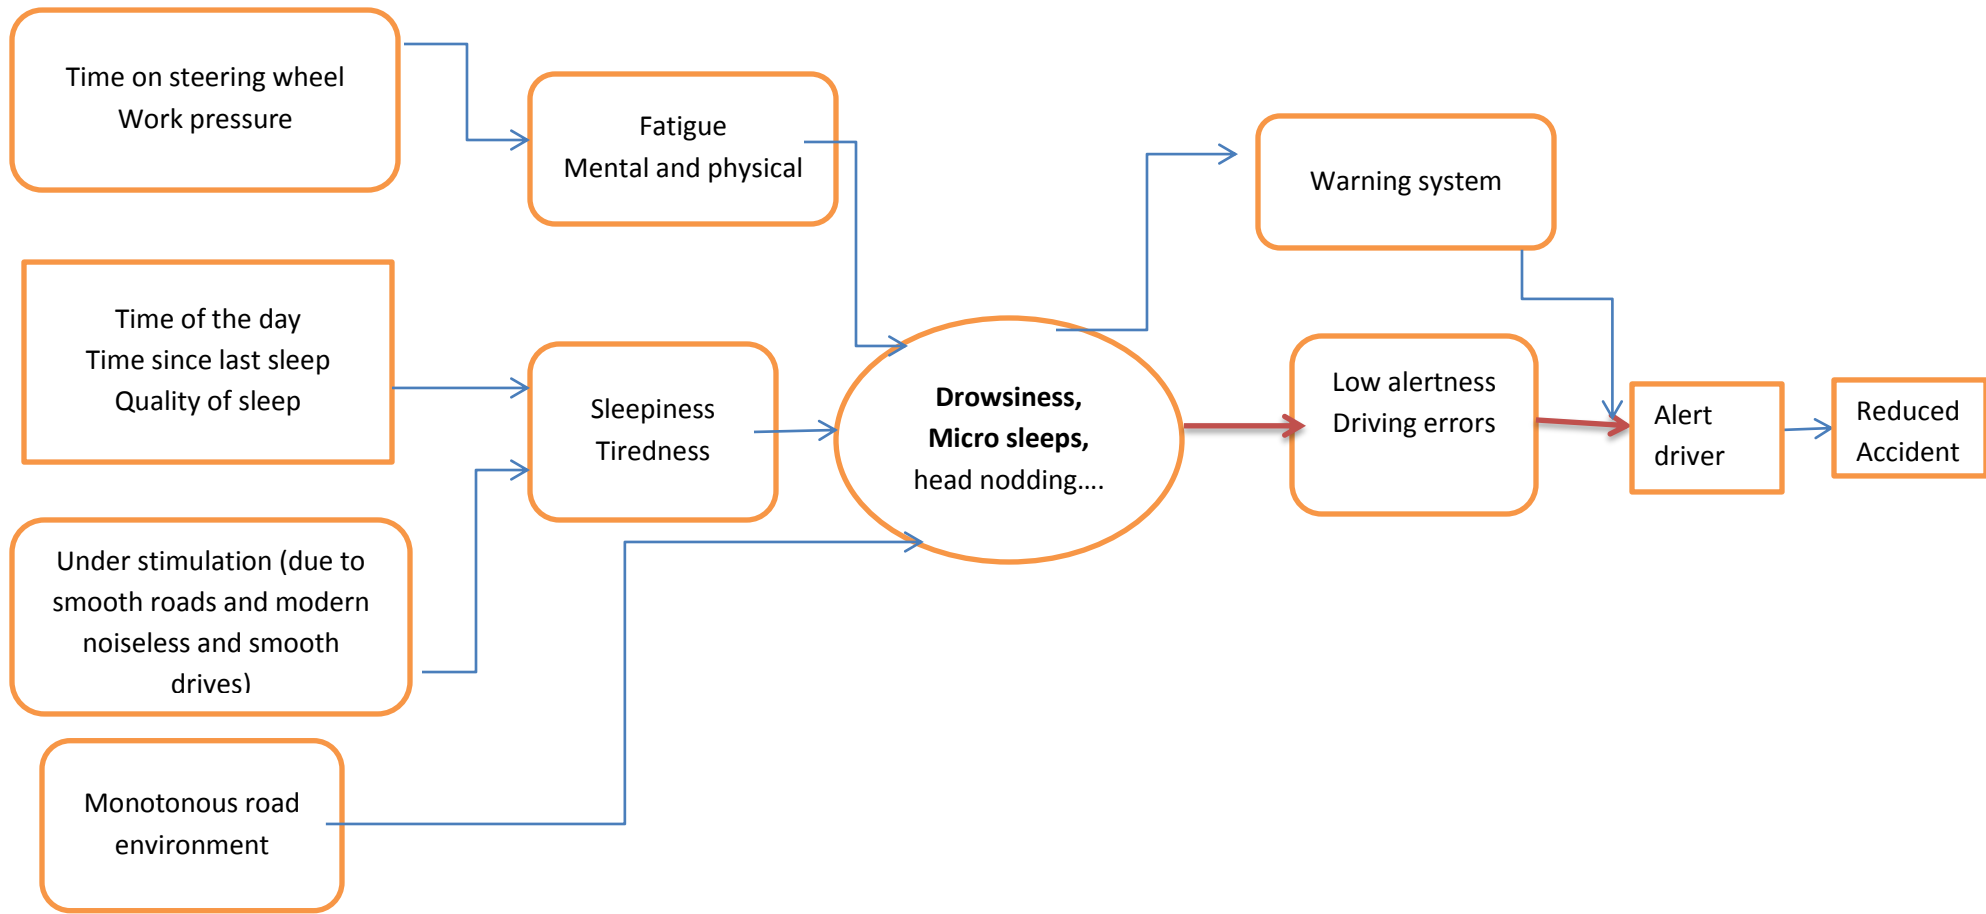 Time on steering wheel
Work pressure
Fatigue
Mental and physical
Warning system
Time of the day
Time since last sleep
Quality of sleep
Sleepiness
Tiredness
Drowsiness,
Micro sleeps,
head nodding....
Low alertness
Driving errors
Alert
driver
Reduced
Accident
Under stimulation (due to
smooth roads and modern
noiseless and smooth
drives)
Monotonous road
environment